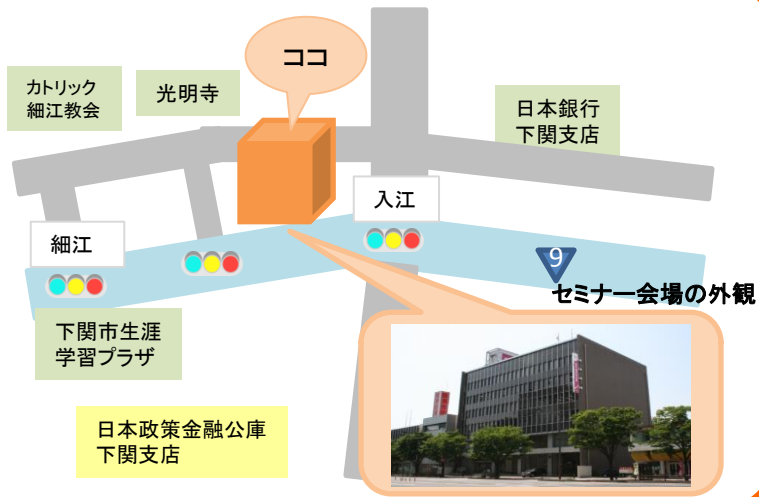 ココ
カトリック
細江教会
光明寺
日本銀行
下関支店
入江
細江
9
セミナー会場の外観
下関市生涯
学習プラザ
日本政策金融公庫
下関支店